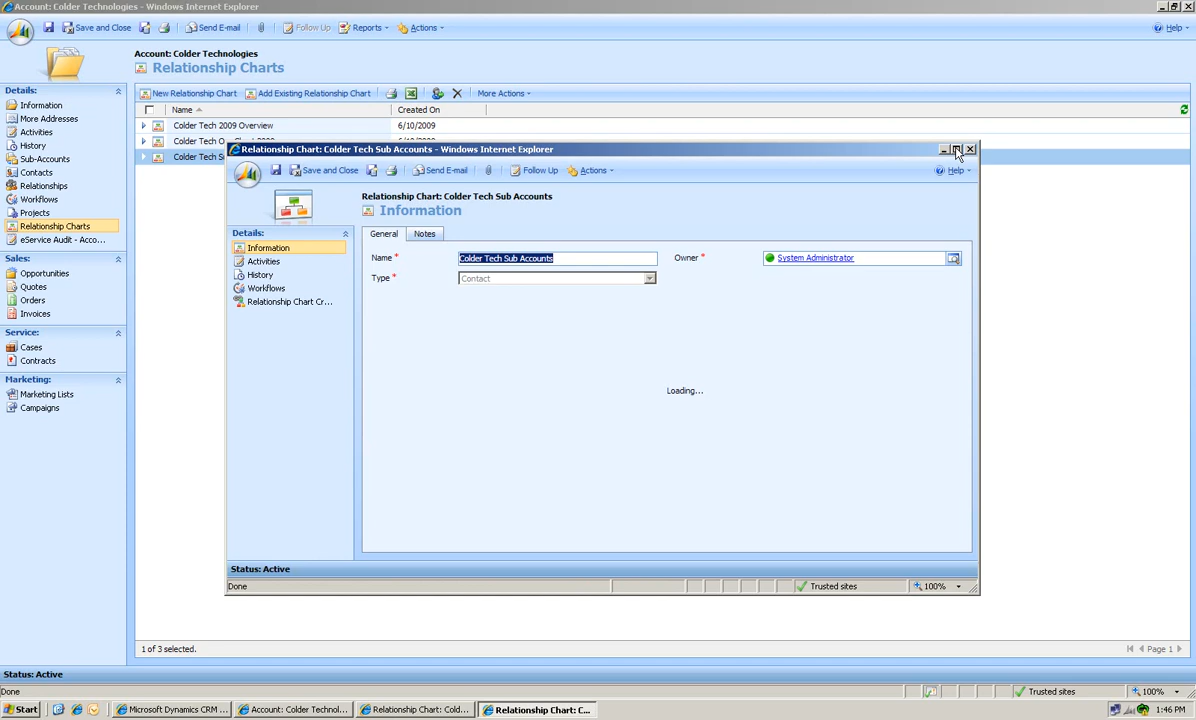 Account: Colder Technologies - Windows Internet Explorer
Save and Close Send E-mail Follow Up Reports Actions Help
Account: Colder Technologies
Relationship Charts
Details:
Information
More Addresses
Activities
History
Sub-Accounts
Contacts
Relationships
Workflows
Projects
Relationship Charts
eService Audit - Acco...
Sales:
Opportunities
Quotes
Orders
Invoices
Service:
Cases
Contracts
Marketing:
Marketing Lists
Campaigns
New Relationship Chart Add Existing Relationship Chart More Actions
Name Created On
Colder Tech 2009 Overview 6/10/2009
Colder Tech
Colder Tech
Relationship Chart: Colder Tech Sub Accounts - Windows Internet Explorer
Save and Close Send E-mail Follow Up Actions Help
Relationship Chart: Colder Tech Sub Accounts
Information
Details:
Information
Activities
History
Workflows
Relationship Chart Cr...
General Notes
Name * Colder Tech Sub Accounts Owner * System Administrator
Type * Contact
Loading...
Status: Active
Done Trusted sites 100%
1 of 3 selected. Page 1
Status: Active
Done Trusted sites 100%
Start Microsoft Dynamics CRM ... Account: Colder Technol... Relationship Chart: Cold... Relationship Chart: C... 1:46 PM